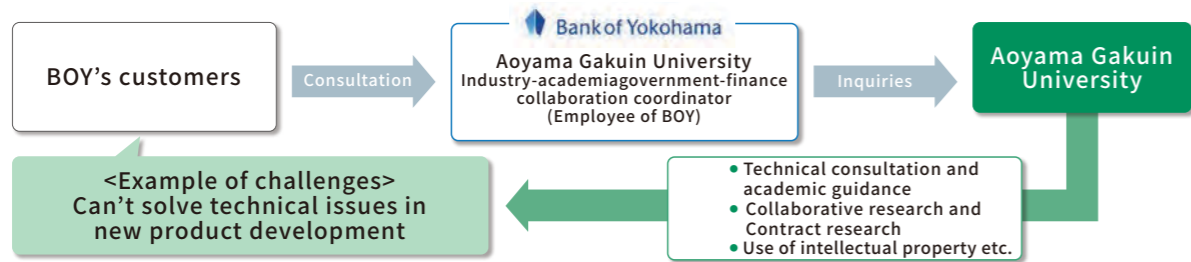 BOY's customers
Consultation
Bank of Yokohama
Aoyama Gakuin University
Industry-academiagovernment-finance
collaboration coordinator
(Employee of BOY)
Inquiries
Aoyama Gakuin
University
<Example of challenges>
Can't solve technical issues in
new product development
• Technical consultation and
academic guidance
• Collaborative research and
Contract research
• Use of intellectual property etc.